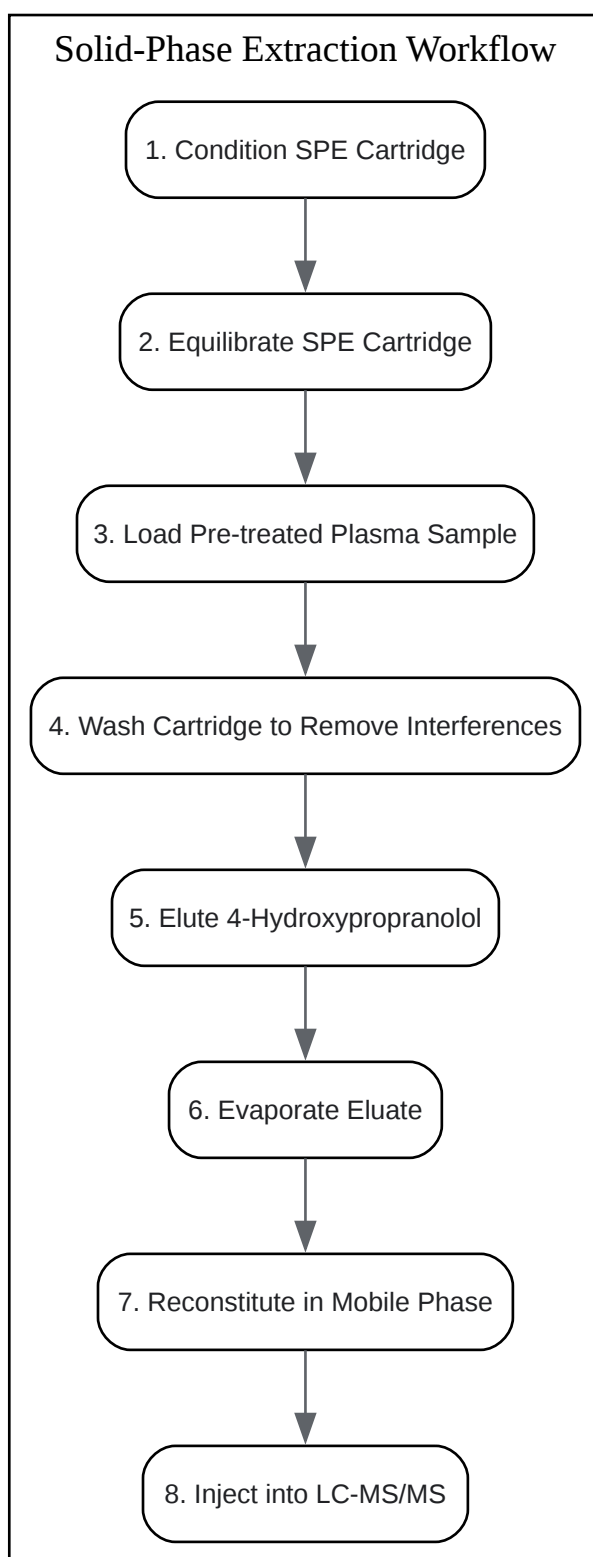 Solid-Phase Extraction Workflow
1. Condition SPE Cartridge
2. Equilibrate SPE Cartridge
3. Load Pre-treated Plasma Sample
4. Wash Cartridge to Remove Interferences
5. Elute 4-Hydroxypropranolol
6. Evaporate Eluate
7. Reconstitute in Mobile Phase
8. Inject into LC-MS/MS